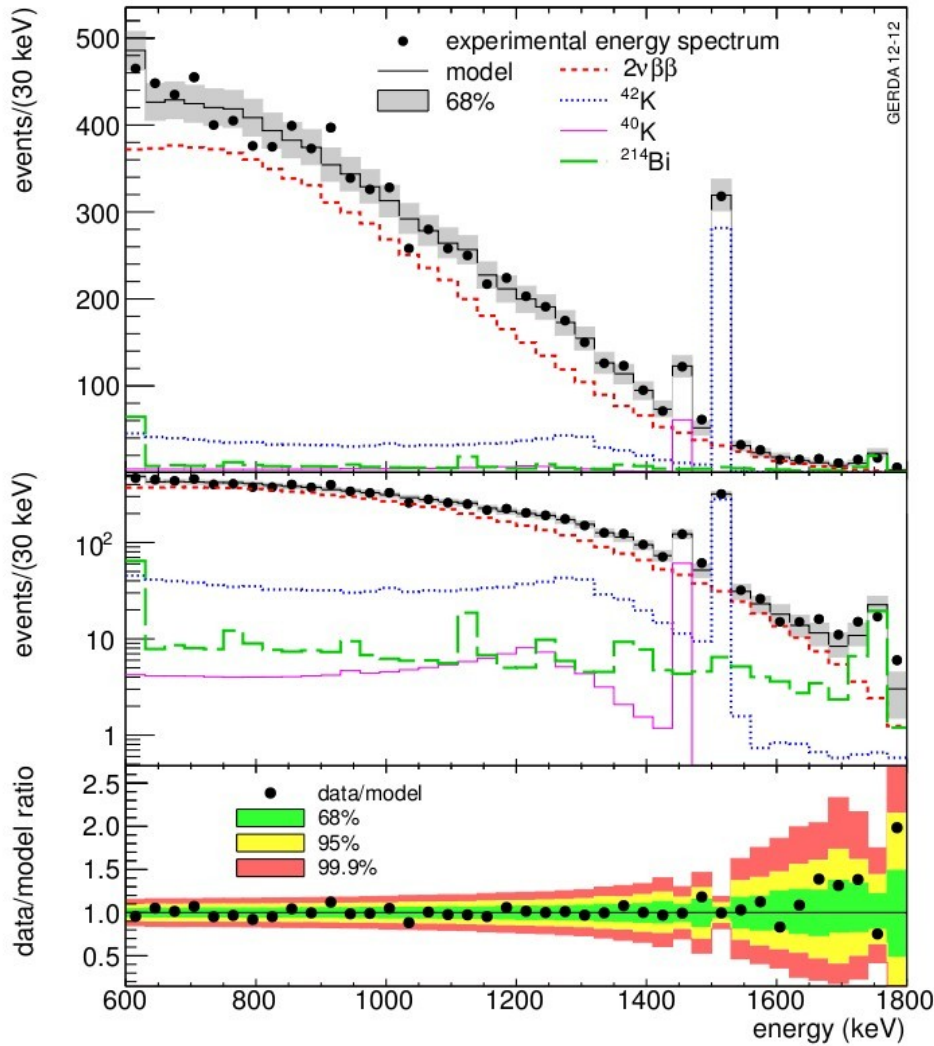 events/(30 keV)
500
400
300
200
100
experimental energy spectrum
model
68%
2νββ
⁴²K
⁴⁰K
²¹⁴Bi
GERDA 12-12
events/(30 keV)
10²
10
1
data/model ratio
2.5
2.0
1.5
1.0
0.5
data/model
68%
95%
99.9%
600 800 1000 1200 1400 1600 1800
energy (keV)